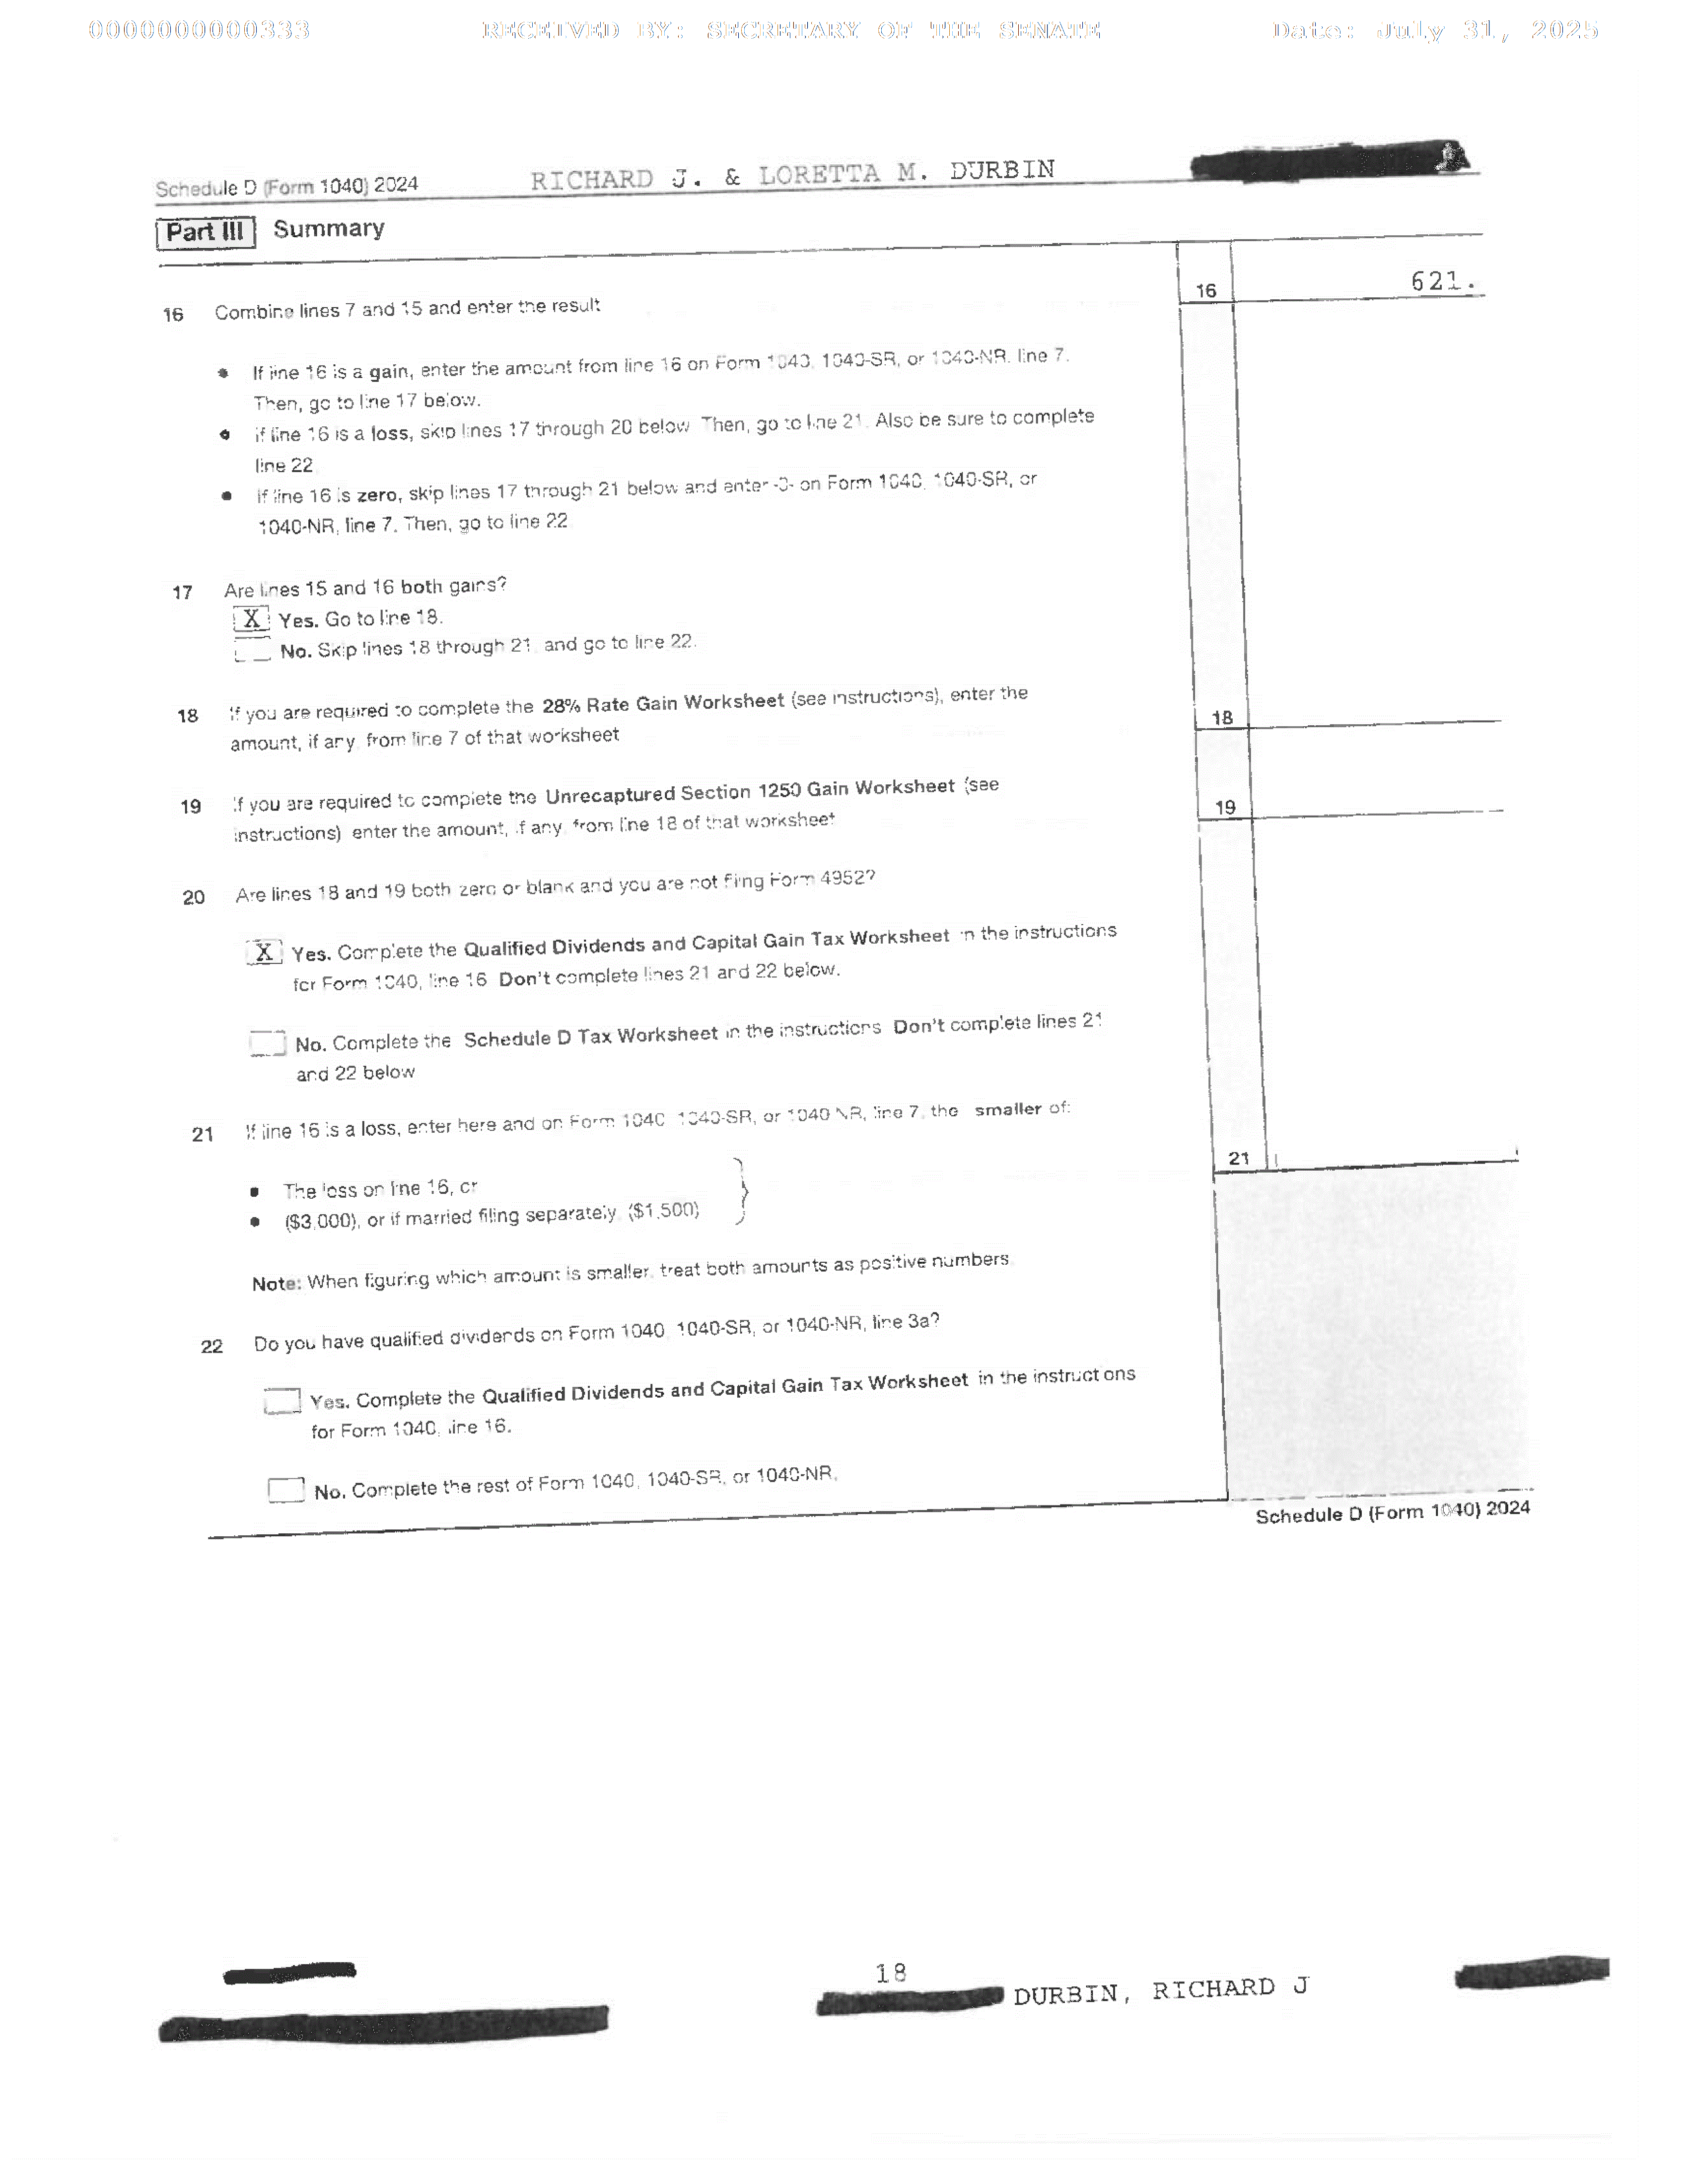 0000000000333 RECEIVED BY: SECRETARY OF THE SENATE Date: July 31, 2025
Schedule D (Form 1040) 2024 RICHARD J. & LORETTA M. DURBIN
Part III Summary
16 Combine lines 7 and 15 and enter the result 16 621.
• If line 16 is a gain, enter the amount from line 16 on Form 1040, 1040-SR, or 1040-NR, line 7.
Then, go to line 17 below.
• If line 16 is a loss, skip lines 17 through 20 below. Then, go to line 21. Also be sure to complete
line 22
• If line 16 is zero, skip lines 17 through 21 below and enter -0- on Form 1040, 1040-SR, or
1040-NR, line 7. Then, go to line 22
17 Are lines 15 and 16 both gains?
X Yes. Go to line 18.
No. Skip lines 18 through 21, and go to line 22.
18 If you are required to complete the 28% Rate Gain Worksheet (see instructions), enter the
amount, if any, from line 7 of that worksheet 18
19 If you are required to complete the Unrecaptured Section 1250 Gain Worksheet (see
instructions) enter the amount, if any, from line 18 of that worksheet 19
20 Are lines 18 and 19 both zero or blank and you are not filing Form 4952?
X Yes. Complete the Qualified Dividends and Capital Gain Tax Worksheet in the instructions
for Form 1040, line 16 Don't complete lines 21 and 22 below.
No. Complete the Schedule D Tax Worksheet in the instructions Don't complete lines 21
and 22 below
21 If line 16 is a loss, enter here and on Form 1040, 1040-SR, or 1040-NR, line 7, the smaller of:
• The loss on line 16, or
• ($3,000), or if married filing separately, ($1,500) 21
Note: When figuring which amount is smaller, treat both amounts as positive numbers.
22 Do you have qualified dividends on Form 1040, 1040-SR, or 1040-NR, line 3a?
Yes. Complete the Qualified Dividends and Capital Gain Tax Worksheet in the instructions
for Form 1040, line 16.
No. Complete the rest of Form 1040, 1040-SR, or 1040-NR.
Schedule D (Form 1040) 2024
18
DURBIN, RICHARD J